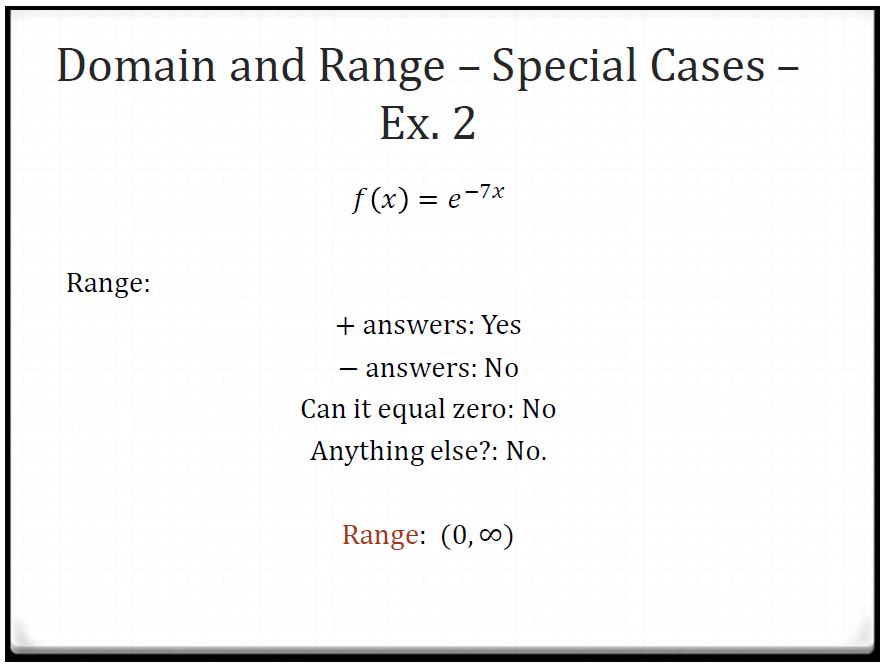 Domain and Range – Special Cases –
Ex. 2
f(x) = e^{−7x}
Range:
+ answers: Yes
− answers: No
Can it equal zero: No
Anything else?: No.
Range: (0, ∞)